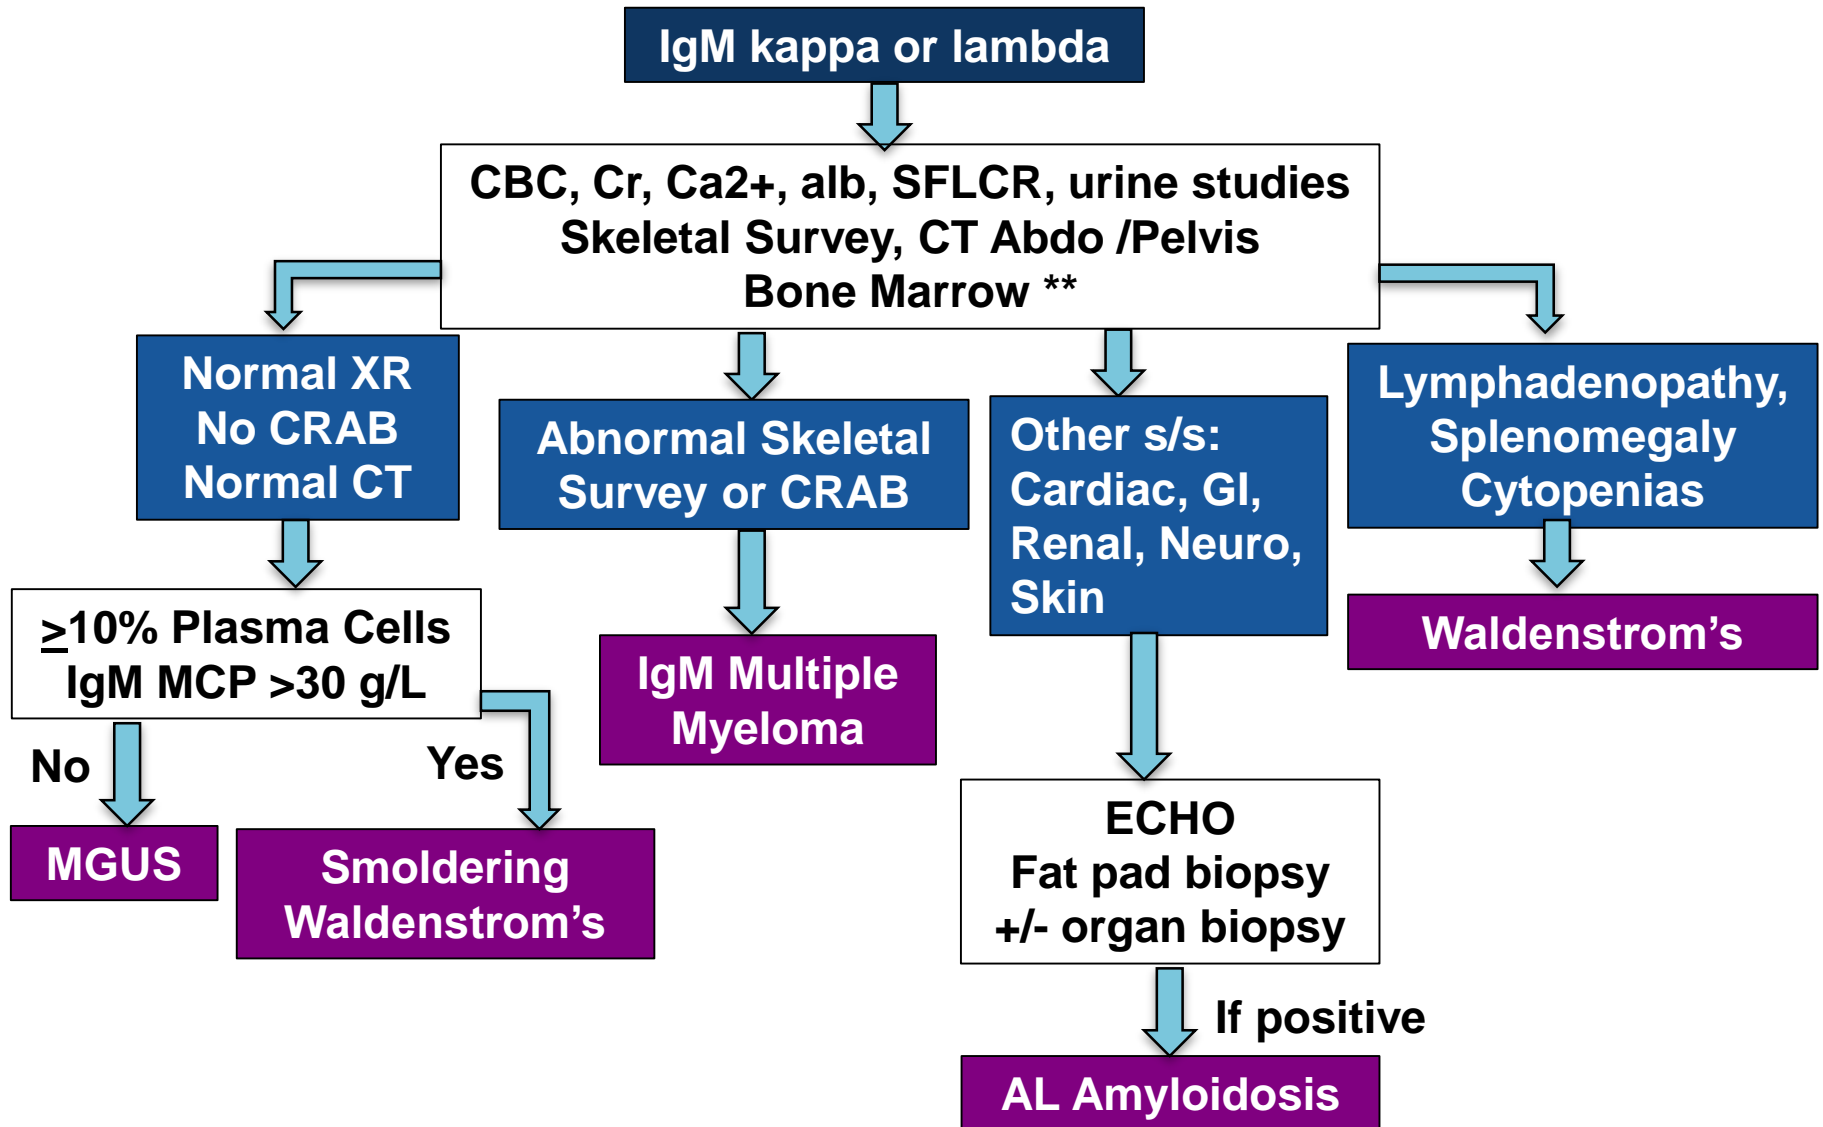 IgM kappa or lambda
CBC, Cr, Ca2+, alb, SFLCR, urine studies
Skeletal Survey, CT Abdo /Pelvis
Bone Marrow **
Normal XR
No CRAB
Normal CT
Abnormal Skeletal
Survey or CRAB
Other s/s:
Cardiac, GI,
Renal, Neuro,
Skin
Lymphadenopathy,
Splenomegaly
Cytopenias
≥10% Plasma Cells
IgM MCP >30 g/L
IgM Multiple
Myeloma
Waldenstrom’s
No
Yes
MGUS
Smoldering
Waldenstrom’s
ECHO
Fat pad biopsy
+/- organ biopsy
If positive
AL Amyloidosis